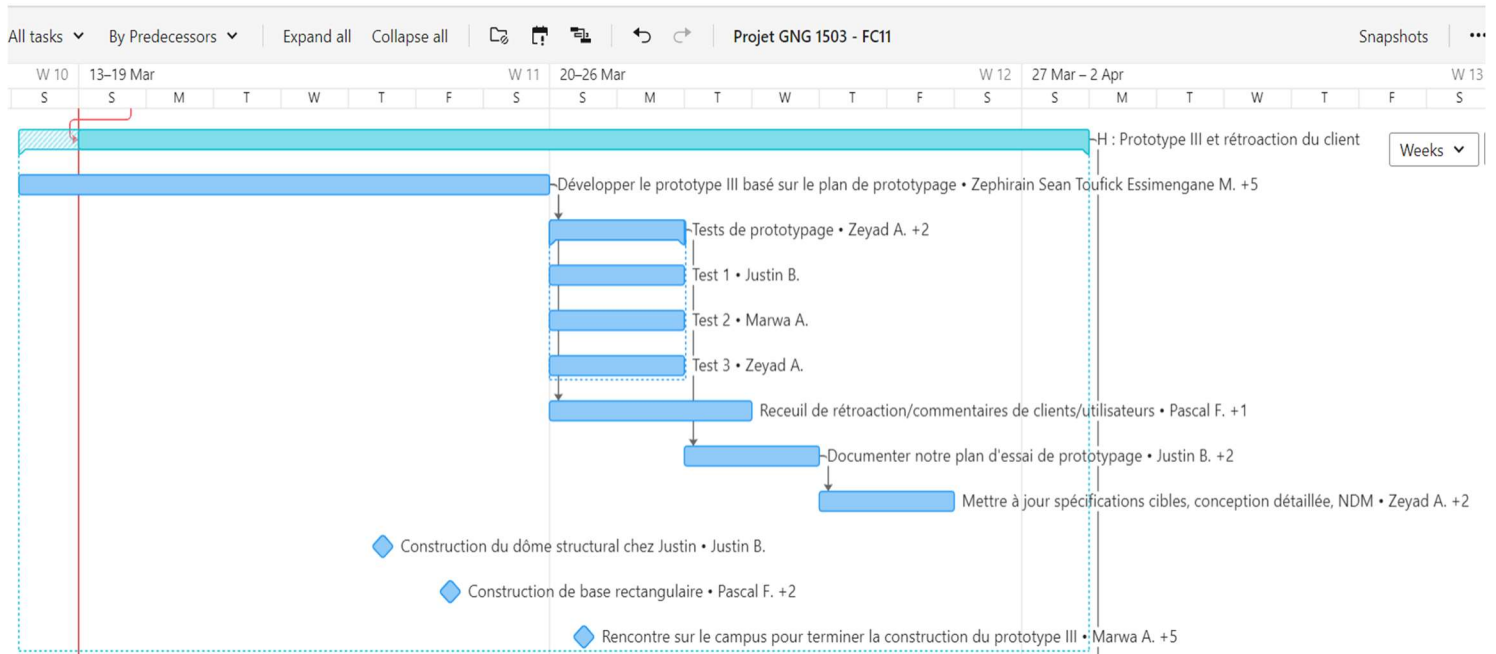 All tasks By Predecessors Expand all Collapse all Projet GNG 1503 - FC11 Snapshots
W 10 13–19 Mar W 11 20–26 Mar W 12 27 Mar – 2 Apr W 13
S S M T W T F S S M T W T F S S M T W T F S
H : Prototype III et rétroaction du client
Weeks
Développer le prototype III basé sur le plan de prototypage • Zephirain Sean Toufick Essimengane M. +5
Tests de prototypage • Zeyad A. +2
Test 1 • Justin B.
Test 2 • Marwa A.
Test 3 • Zeyad A.
Receuil de rétroaction/commentaires de clients/utilisateurs • Pascal F. +1
Documenter notre plan d'essai de prototypage • Justin B. +2
Mettre à jour spécifications cibles, conception détaillée, NDM • Zeyad A. +2
Construction du dôme structural chez Justin • Justin B.
Construction de base rectangulaire • Pascal F. +2
Rencontre sur le campus pour terminer la construction du prototype III • Marwa A. +5